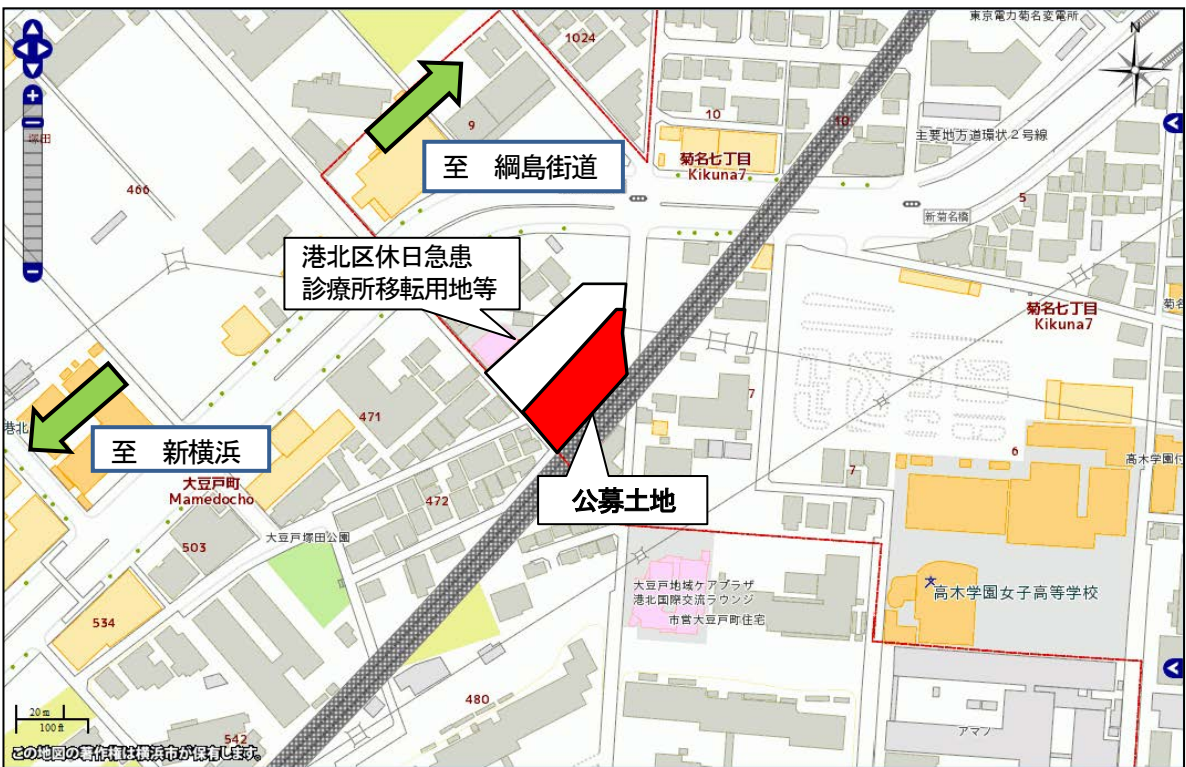 東京電力菊名変電所
N
1024
塚田
9
10
10
主要地方道環状2号線
至 綱島街道
菊名七丁目
Kikuna7
466
5
新菊名橋
港北区休日急患
診療所移転用地等
菊名七丁目
Kikuna7
菊名
7
471
港北
至 新横浜
6
高木学園付
大豆戸町
Mamedocho
7
472
公募土地
大豆戸塚田公園
503
大豆戸地域ケアプラザ
港北国際交流ラウンジ
高木学園女子高等学校
市営大豆戸町住宅
534
480
20m
100ft
アマノ
542
この地図の著作権は横浜市が保有します。